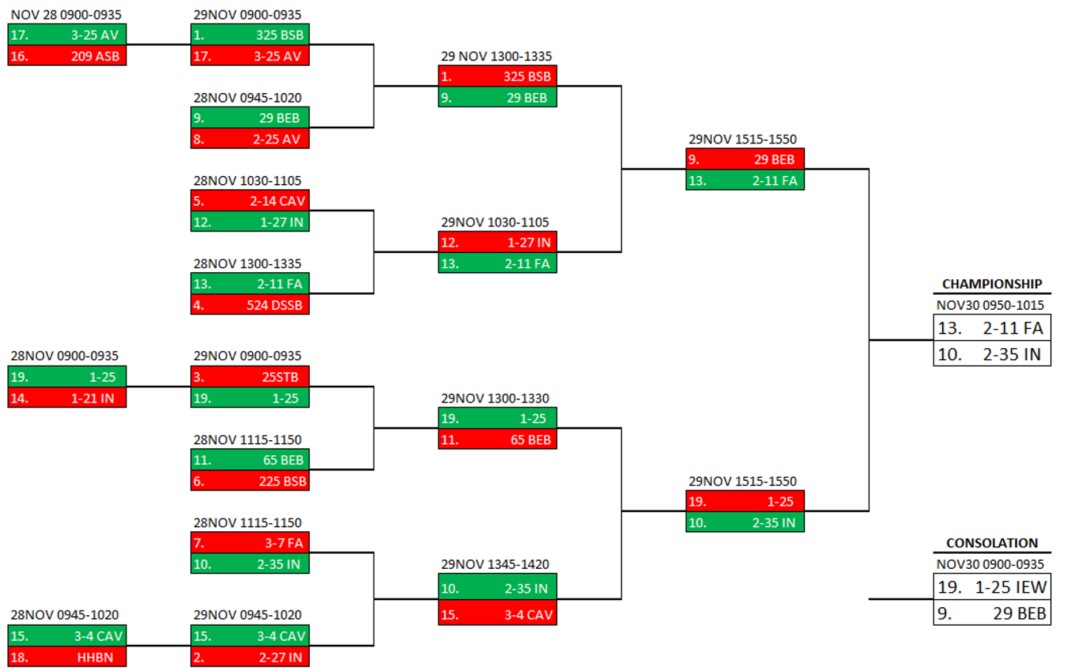 NOV 28 0900-0935
17. 3-25 AV
16. 209 ASB
29NOV 0900-0935
1. 325 BSB
17. 3-25 AV
28NOV 0945-1020
9. 29 BEB
8. 2-25 AV
28NOV 1030-1105
5. 2-14 CAV
12. 1-27 IN
28NOV 1300-1335
13. 2-11 FA
4. 524 DSSB
29 NOV 1300-1335
1. 325 BSB
9. 29 BEB
29NOV 1030-1105
12. 1-27 IN
13. 2-11 FA
29NOV 1515-1550
9. 29 BEB
13. 2-11 FA
28NOV 0900-0935
19. 1-25
14. 1-21 IN
29NOV 0900-0935
3. 25STB
19. 1-25
28NOV 1115-1150
11. 65 BEB
6. 225 BSB
28NOV 1115-1150
7. 3-7 FA
10. 2-35 IN
28NOV 0945-1020
15. 3-4 CAV
18. HHBN
29NOV 0945-1020
15. 3-4 CAV
2. 2-27 IN
29NOV 1300-1330
19. 1-25
11. 65 BEB
29NOV 1345-1420
10. 2-35 IN
15. 3-4 CAV
29NOV 1515-1550
19. 1-25
10. 2-35 IN
CHAMPIONSHIP
NOV30 0950-1015
13. 2-11 FA
10. 2-35 IN
CONSOLATION
NOV30 0900-0935
19. 1-25 IEW
9. 29 BEB